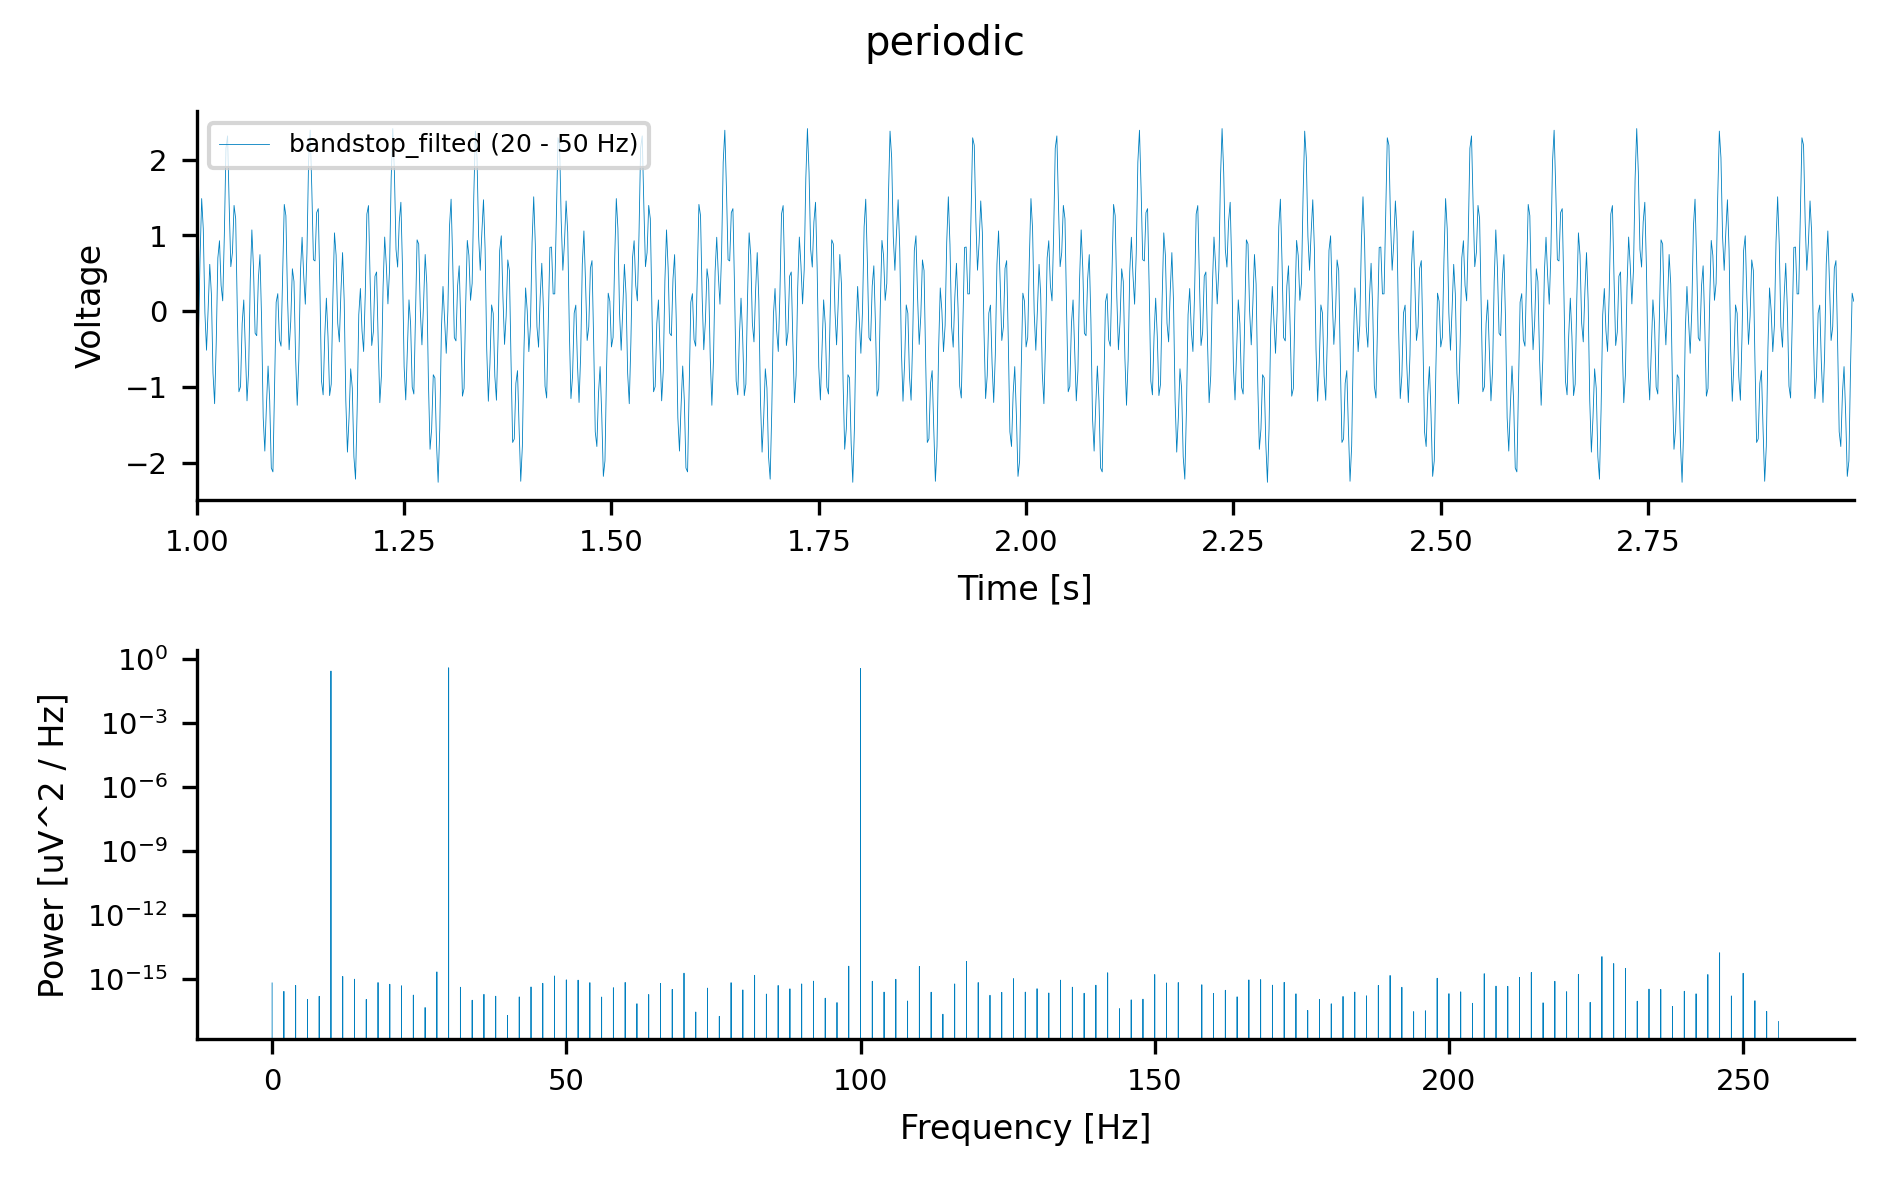 periodic
bandstop_filted (20 - 50 Hz)
Voltage
2
1
0
−1
−2
1.00 1.25 1.50 1.75 2.00 2.25 2.50 2.75
Time [s]
Power [uV^2 / Hz]
10⁰
10⁻³
10⁻⁶
10⁻⁹
10⁻¹²
10⁻¹⁵
0 50 100 150 200 250
Frequency [Hz]